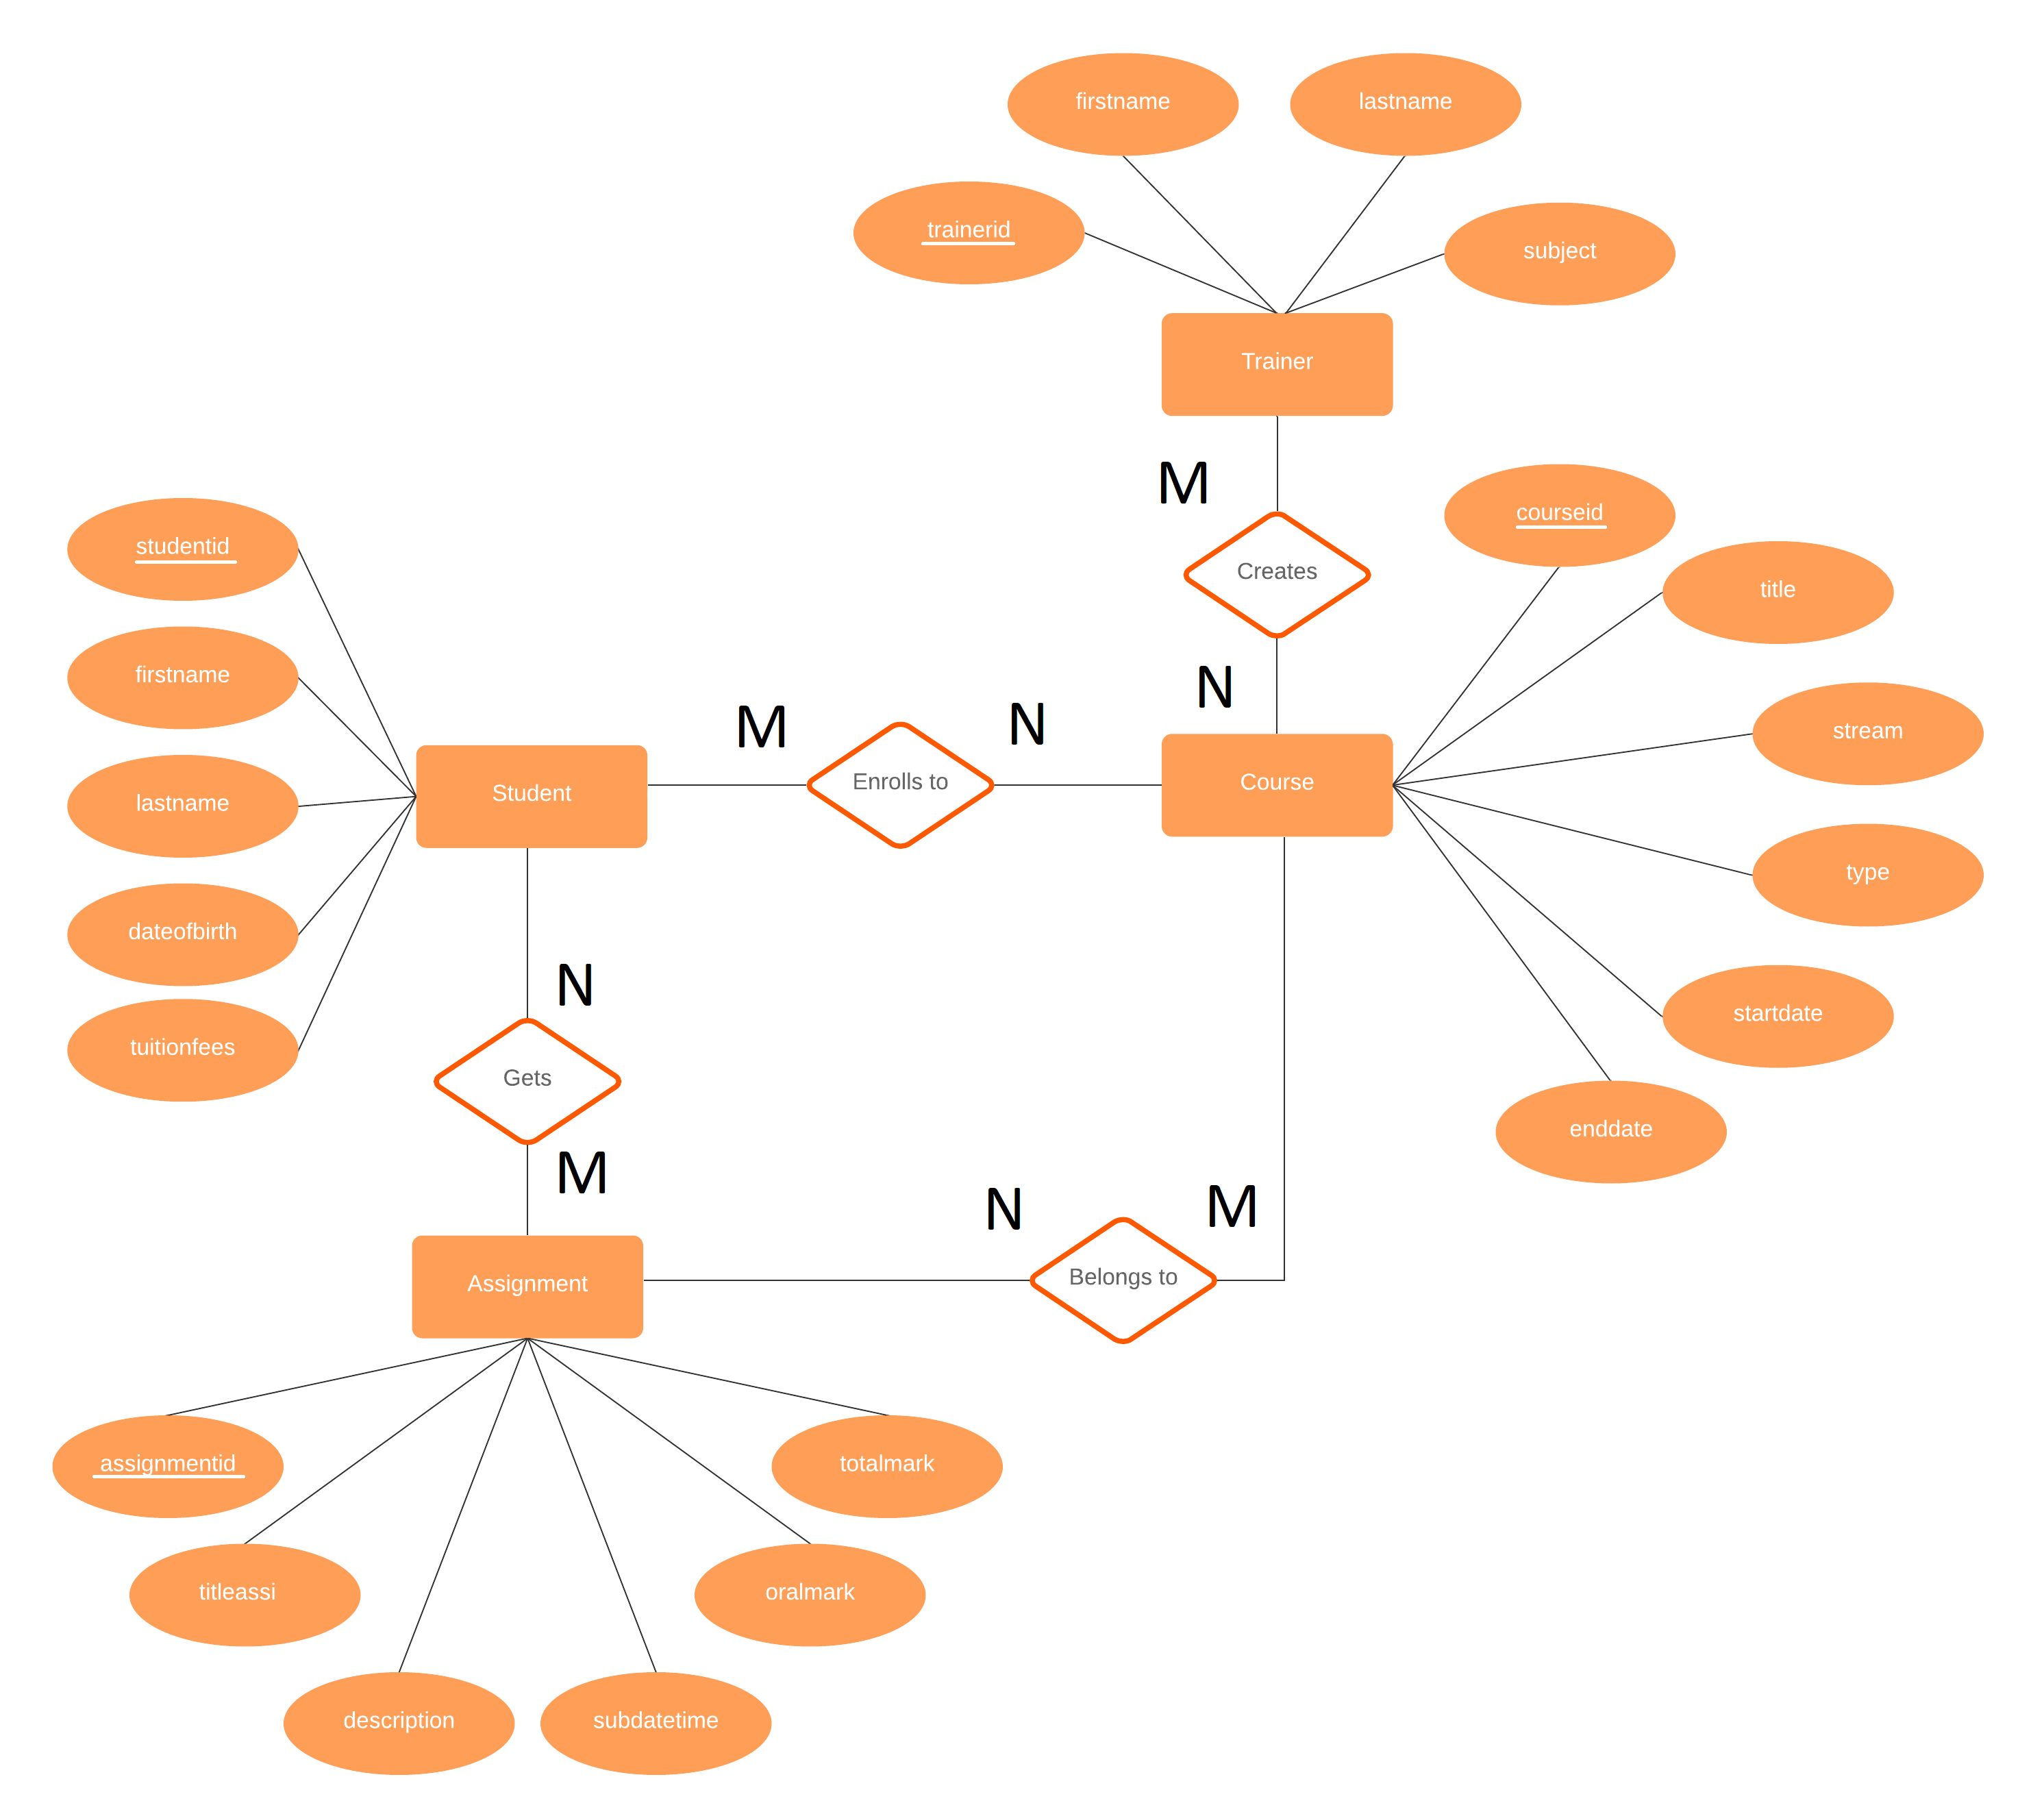 firstname
lastname
trainerid
subject
Trainer
M
courseid
studentid
Creates
title
firstname
N
M
N
stream
Student
Enrolls to
Course
lastname
type
dateofbirth
N
startdate
tuitionfees
Gets
enddate
M
N
M
Assignment
Belongs to
assignmentid
totalmark
titleassi
oralmark
description
subdatetime